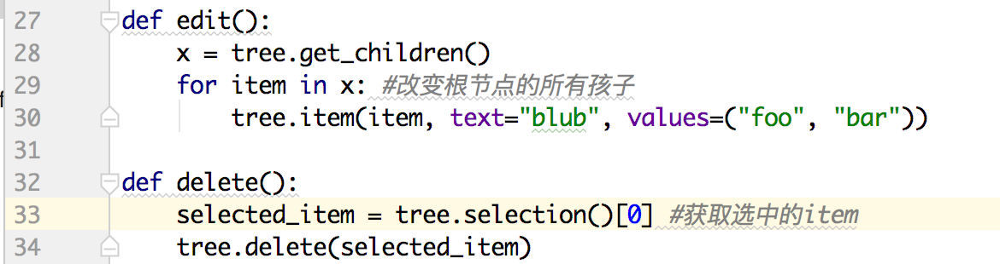 27 def edit():
28     x = tree.get_children()
29     for item in x: #改变根节点的所有孩子
30         tree.item(item, text="blub", values=("foo", "bar"))
31
32 def delete():
33     selected_item = tree.selection()[0] #获取选中的item
34     tree.delete(selected_item)